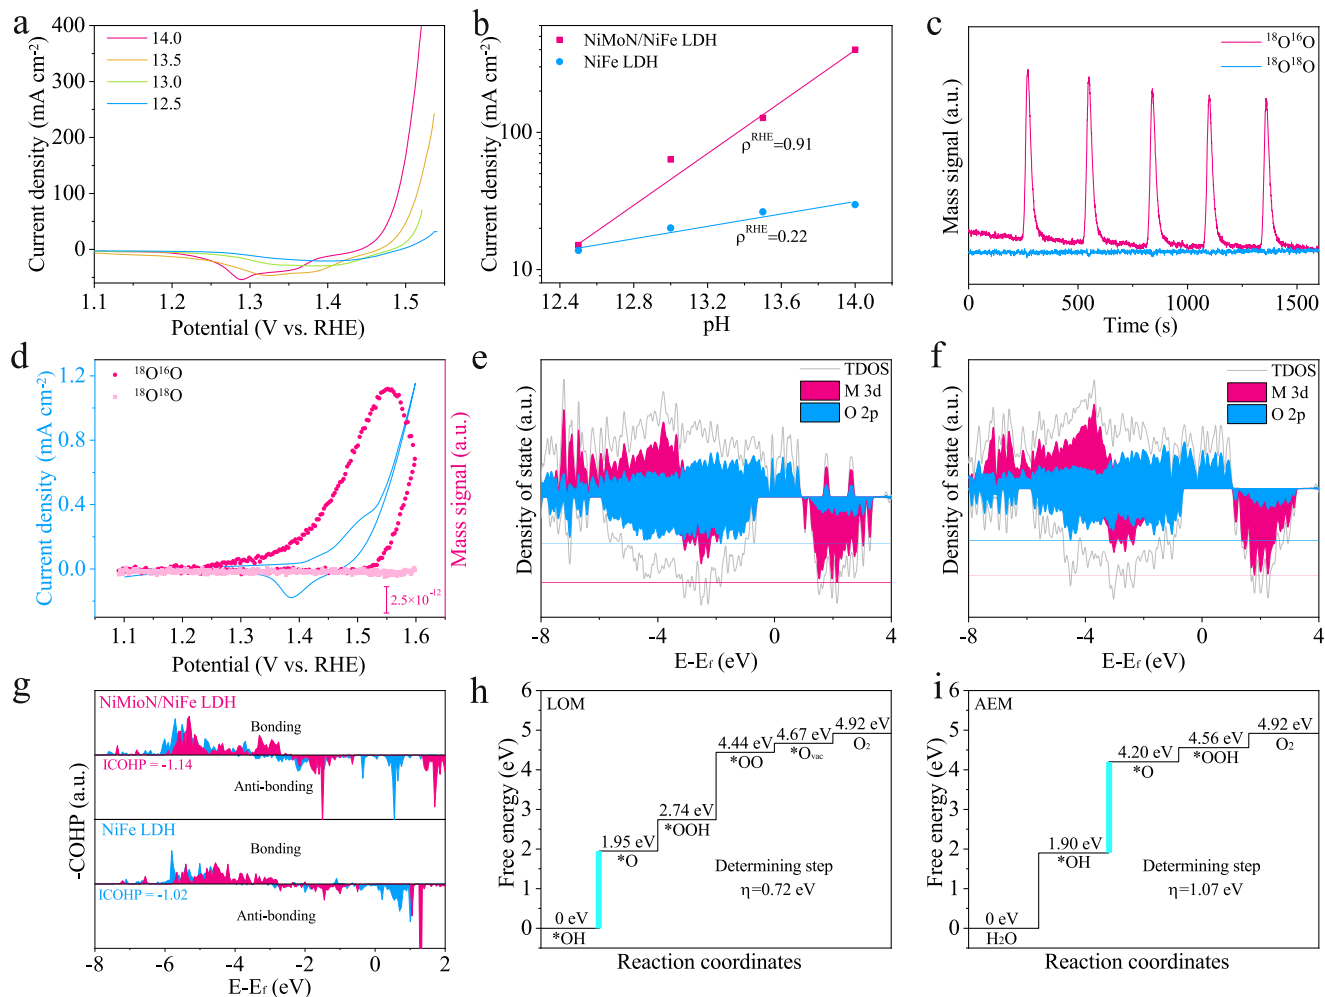 a
400
300
200
100
0
Current density (mA cm⁻²)
14.0
13.5
13.0
12.5
1.1 1.2 1.3 1.4 1.5
Potential (V vs. RHE)
b
Current density (mA cm⁻²)
100
10
NiMoN/NiFe LDH
NiFe LDH
ρᴿᴴᴱ=0.91
ρᴿᴴᴱ=0.22
12.4 12.8 13.2 13.6 14.0
pH
c
Mass signal (a.u.)
¹⁸O¹⁶O
¹⁸O¹⁸O
0 500 1000 1500
Time (s)
d
Current density (mA cm⁻²)
1.2
0.8
0.4
0.0
¹⁸O¹⁶O
¹⁸O¹⁸O
2.5×10⁻¹²
Mass signal (a.u.)
1.1 1.2 1.3 1.4 1.5 1.6
Potential (V vs. RHE)
e
Density of state (a.u.)
TDOS
M 3d
O 2p
-8 -4 0 4
E-Ef (eV)
f
Density of state (a.u.)
TDOS
M 3d
O 2p
-8 -4 0 4
E-Ef (eV)
g
-COHP (a.u.)
NiMioN/NiFe LDH
Bonding
ICOHP = -1.14
Anti-bonding
NiFe LDH
Bonding
ICOHP = -1.02
Anti-bonding
-8 -6 -4 -2 0 2
E-Ef (eV)
h
Free energy (eV)
6
5
4
3
2
1
0
LOM
0 eV
*OH
1.95 eV
*O
2.74 eV
*OOH
4.44 eV
*OO
4.67 eV
*Ovac
4.92 eV
O₂
Determining step
η=0.72 eV
Reaction coordinates
i
Free energy (eV)
6
5
4
3
2
1
0
AEM
0 eV
H₂O
1.90 eV
*OH
4.20 eV
*O
4.56 eV
*OOH
4.92 eV
O₂
Determining step
η=1.07 eV
Reaction coordinates